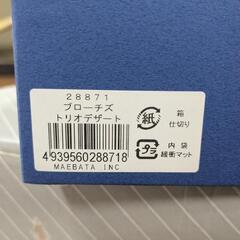 28871
ブローチズ
トリオデザート
4939560288718
MAEBATA INC
紙
箱
仕切り
プラ
内 袋
緩衝マット